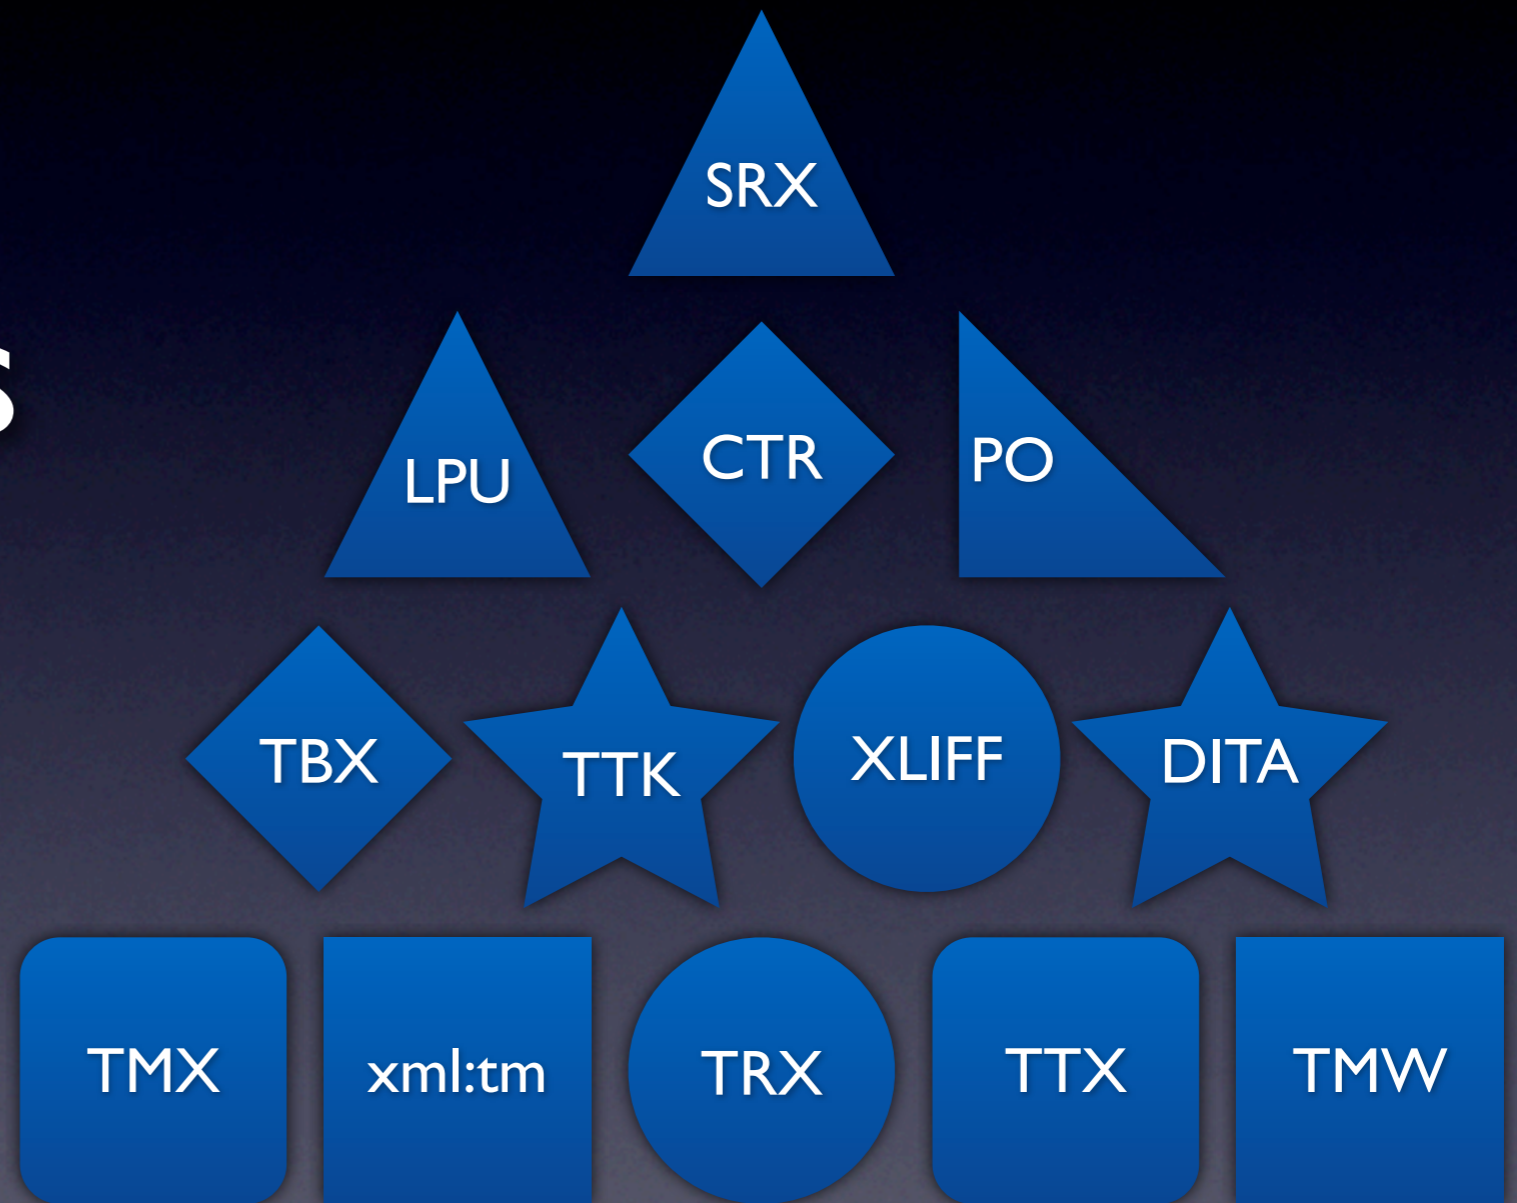 SRX
s
LPU
CTR
PO
TBX
TTK
XLIFF
DITA
TMX
xml:tm
TRX
TTX
TMW